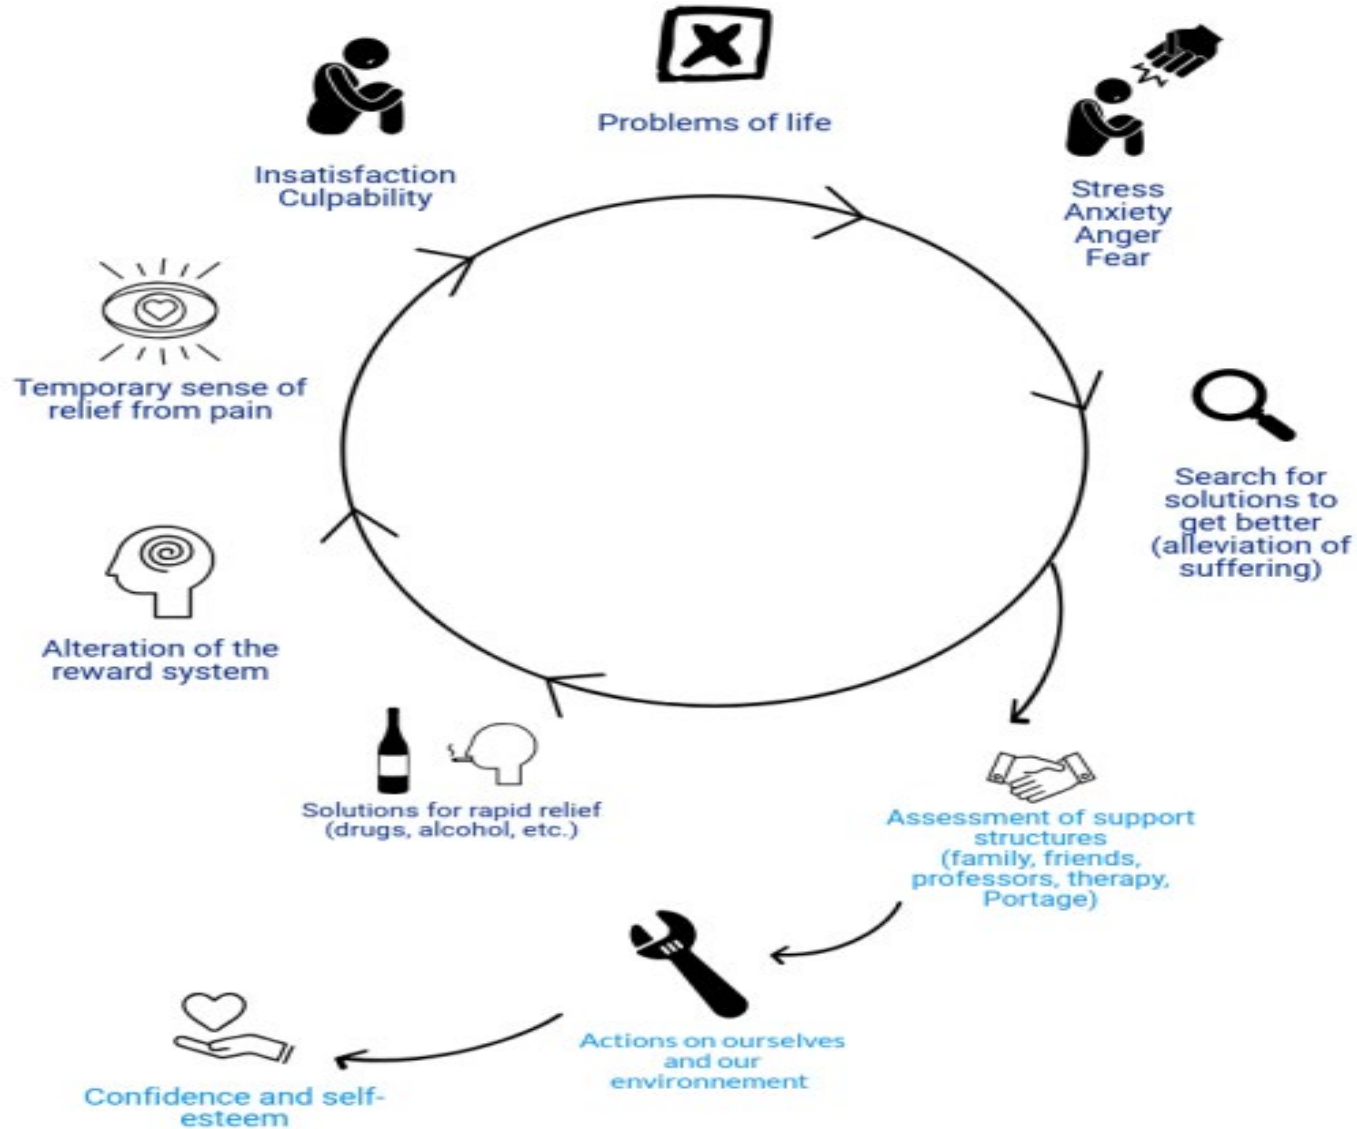 Problems of life
Stress
Anxiety
Anger
Fear
Search for
solutions to
get better
(alleviation of
suffering)
Solutions for rapid relief
(drugs, alcohol, etc.)
Alteration of the
reward system
Temporary sense of
relief from pain
Insatisfaction
Culpability
Assessment of support
structures
(family, friends,
professors, therapy,
Portage)
Actions on ourselves
and our
environnement
Confidence and self-
esteem